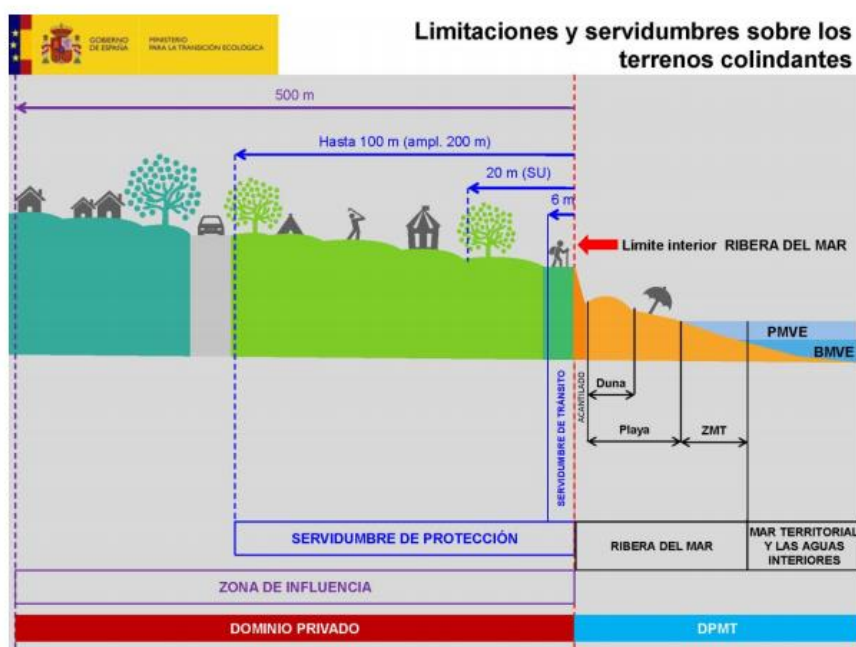 GOBIERNO
DE ESPAÑA
MINISTERIO
PARA LA TRANSICIÓN ECOLÓGICA
Limitaciones y servidumbres sobre los
terrenos colindantes
500 m
Hasta 100 m (ampl. 200 m)
20 m (SU)
6 m
Límite interior RIBERA DEL MAR
PMVE
BMVE
SERVIDUMBRE DE TRÁNSITO
ACANTILADO
Duna
Playa
ZMT
SERVIDUMBRE DE PROTECCIÓN
RIBERA DEL MAR
MAR TERRITORIAL
Y LAS AGUAS
INTERIORES
ZONA DE INFLUENCIA
DOMINIO PRIVADO
DPMT